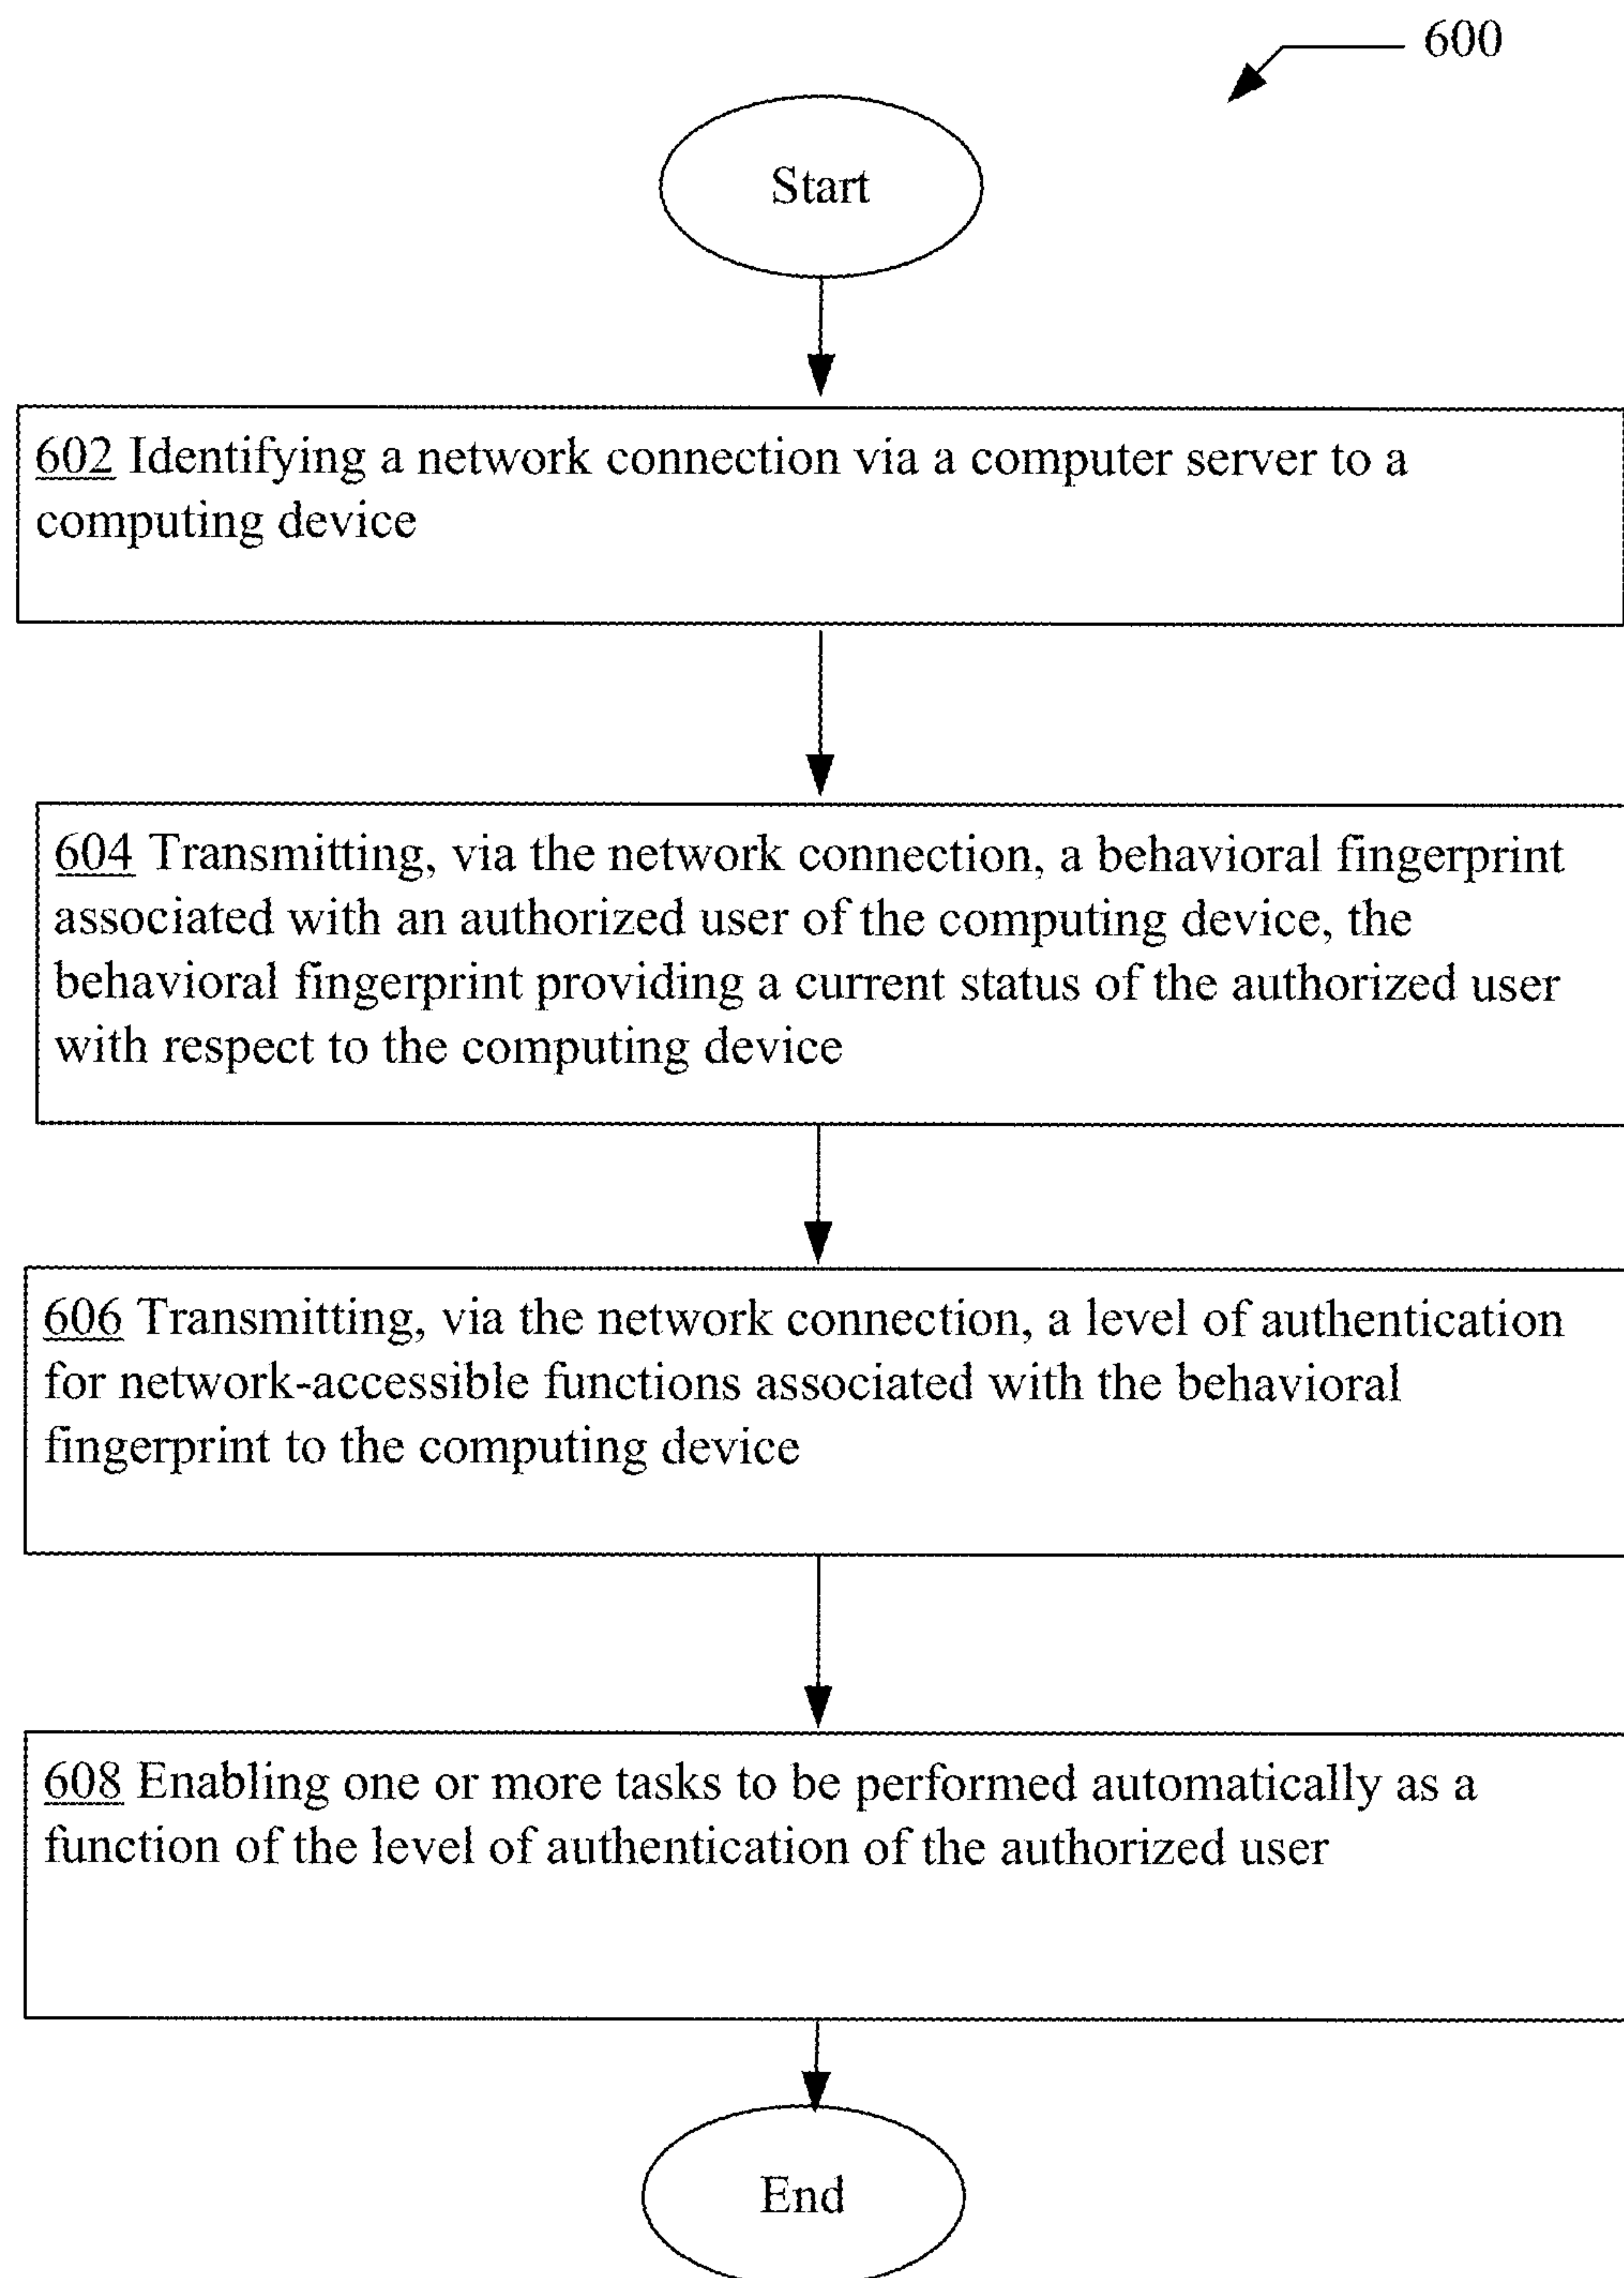 600
Start
602 Identifying a network connection via a computer server to a
computing device
604 Transmitting, via the network connection, a behavioral fingerprint
associated with an authorized user of the computing device, the
behavioral fingerprint providing a current status of the authorized user
with respect to the computing device
606 Transmitting, via the network connection, a level of authentication
for network-accessible functions associated with the behavioral
fingerprint to the computing device
608 Enabling one or more tasks to be performed automatically as a
function of the level of authentication of the authorized user
End